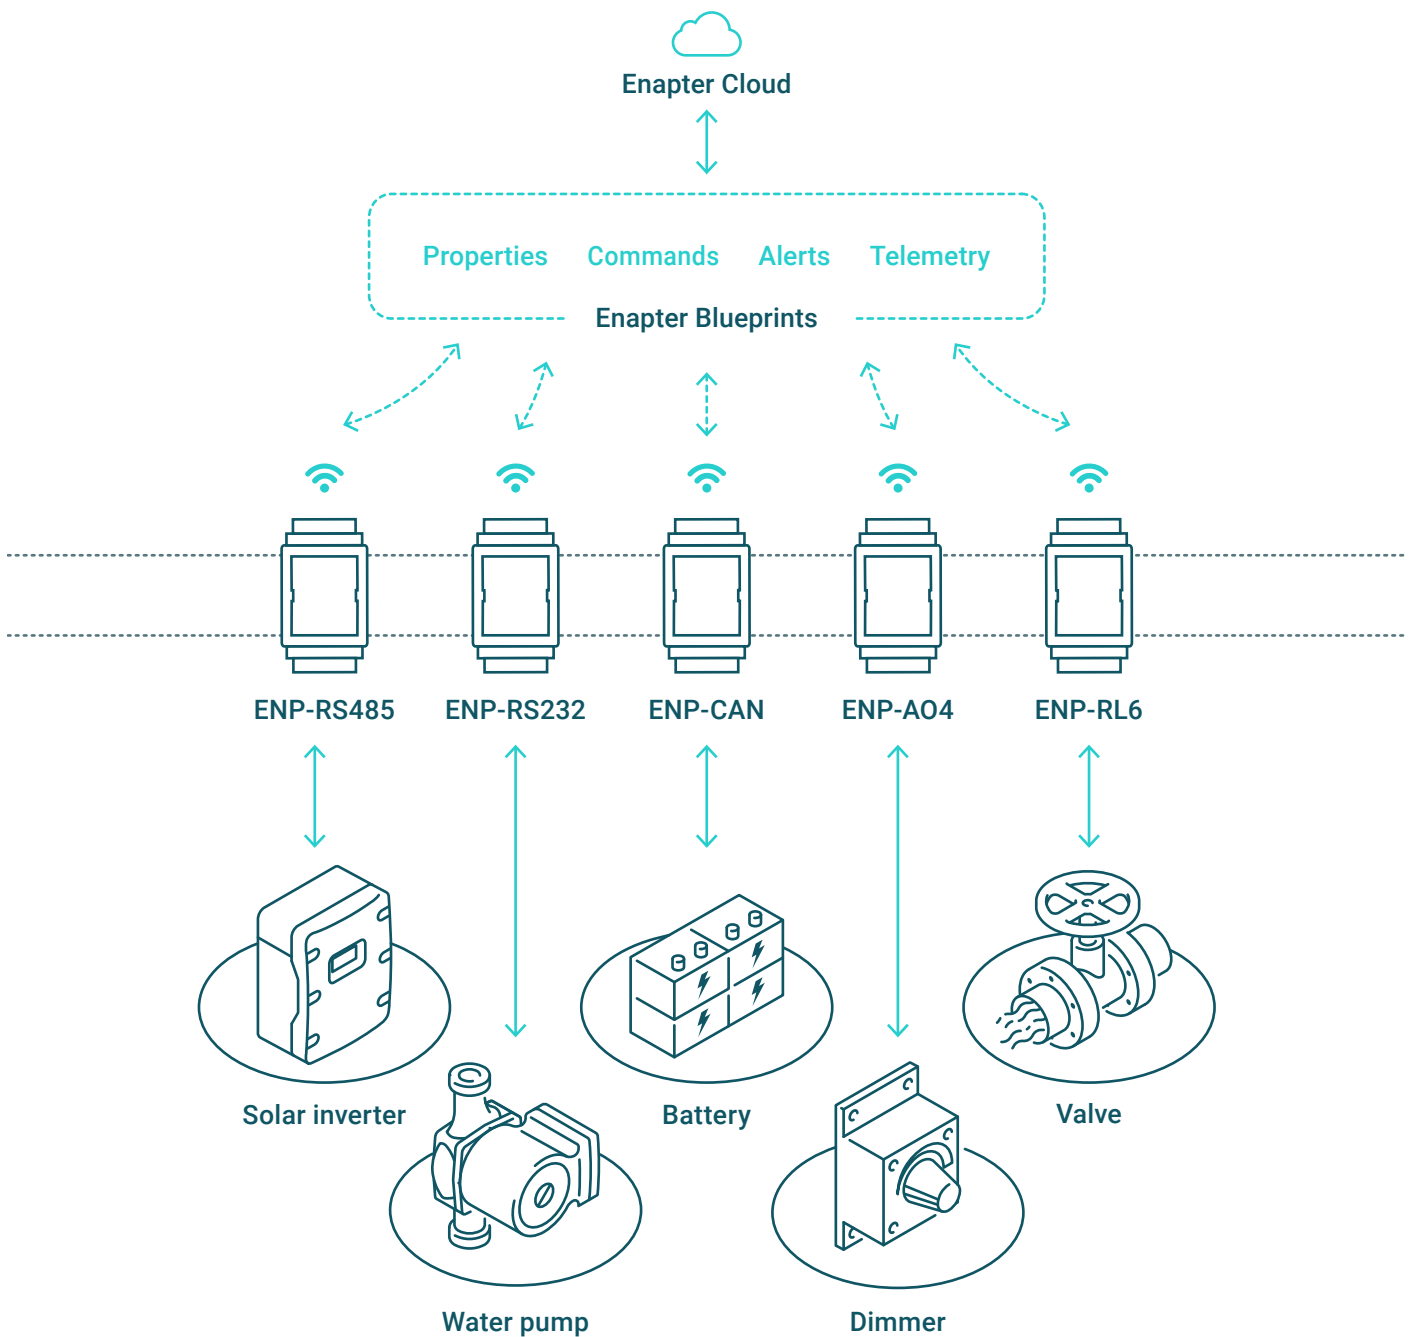 Enapter Cloud
Properties Commands Alerts Telemetry
Enapter Blueprints
ENP-RS485 ENP-RS232 ENP-CAN ENP-AO4 ENP-RL6
Solar inverter Battery Valve
Water pump Dimmer